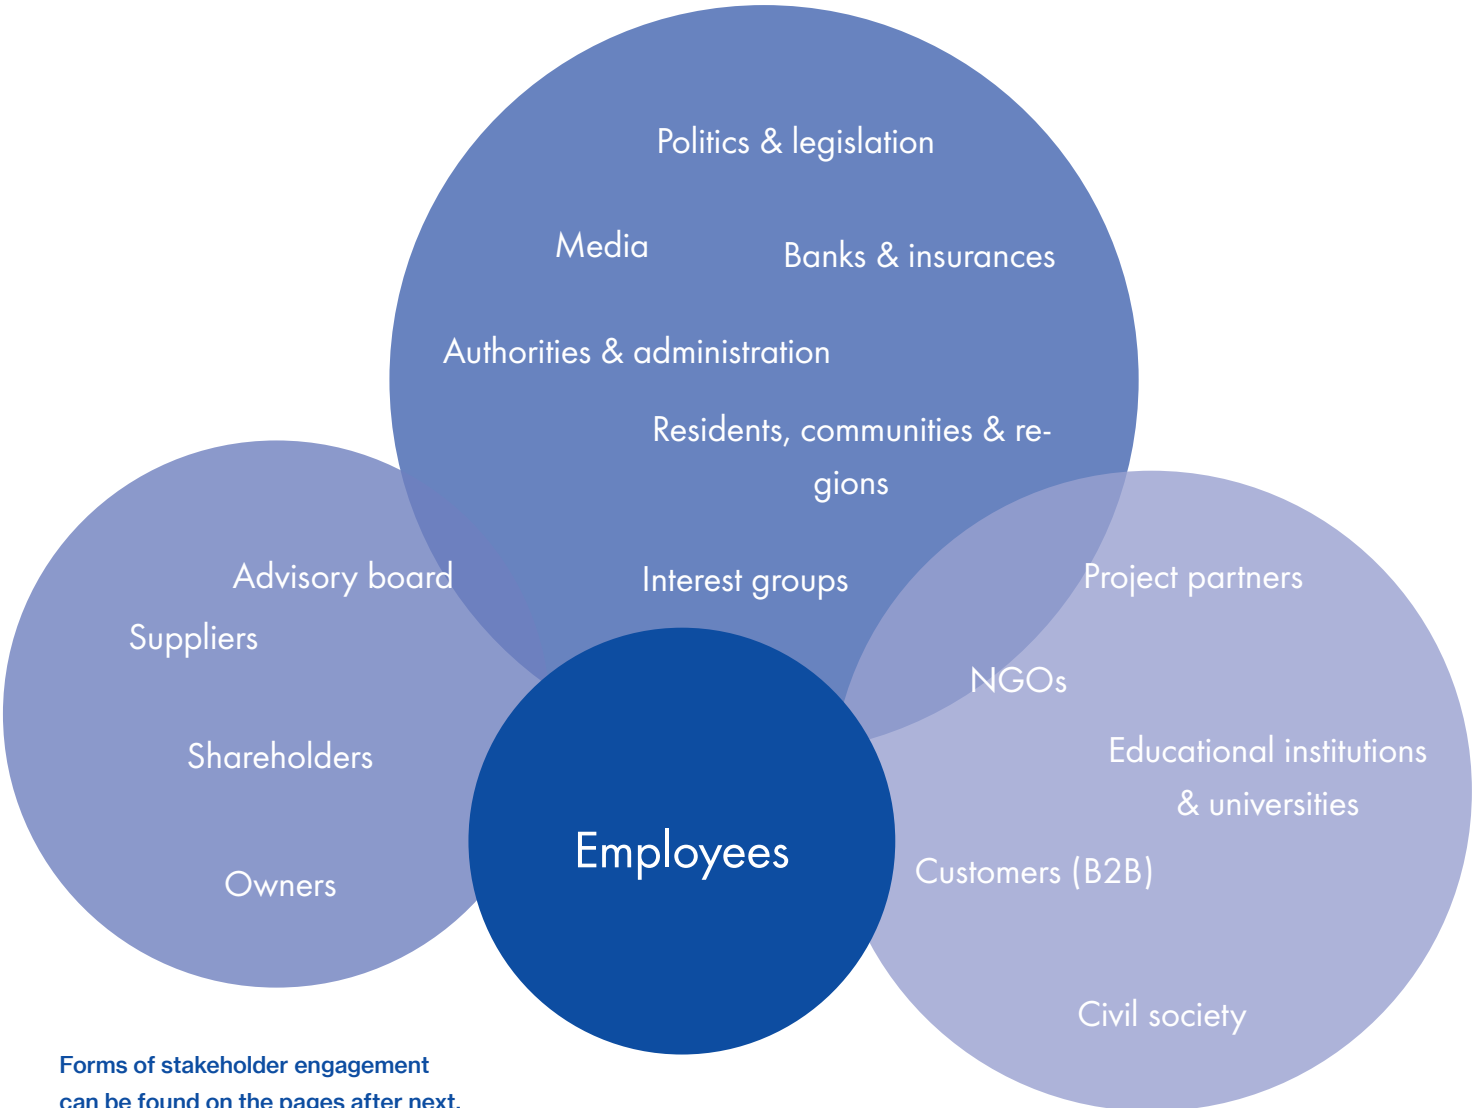 Politics & legislation
Media
Banks & insurances
Authorities & administration
Residents, communities & re-
gions
Interest groups
Advisory board
Suppliers
Shareholders
Owners
Employees
Project partners
NGOs
Educational institutions
& universities
Customers (B2B)
Civil society
Forms of stakeholder engagement
can be found on the pages after next.